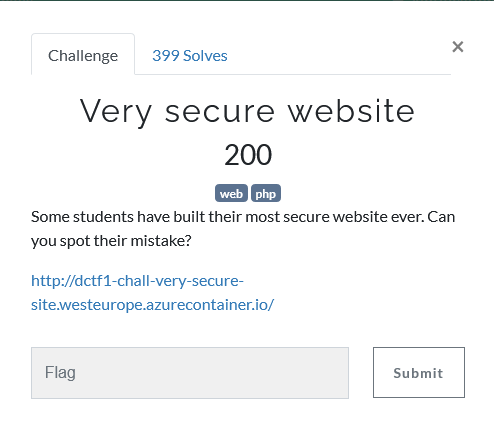 Challenge
399 Solves
×
Very secure website
200
web php
Some students have built their most secure website ever. Can
you spot their mistake?
http://dctf1-chall-very-secure-
site.westeurope.azurecontainer.io/
Flag
Submit